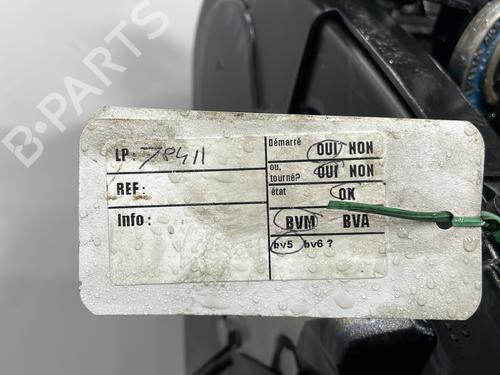 B-PARTS
LP: 78411
REF:
Info:
Démarré
OUI NON
ou,
tourné? OUI NON
état OK
BVM BVA
bv5 bv6 ?